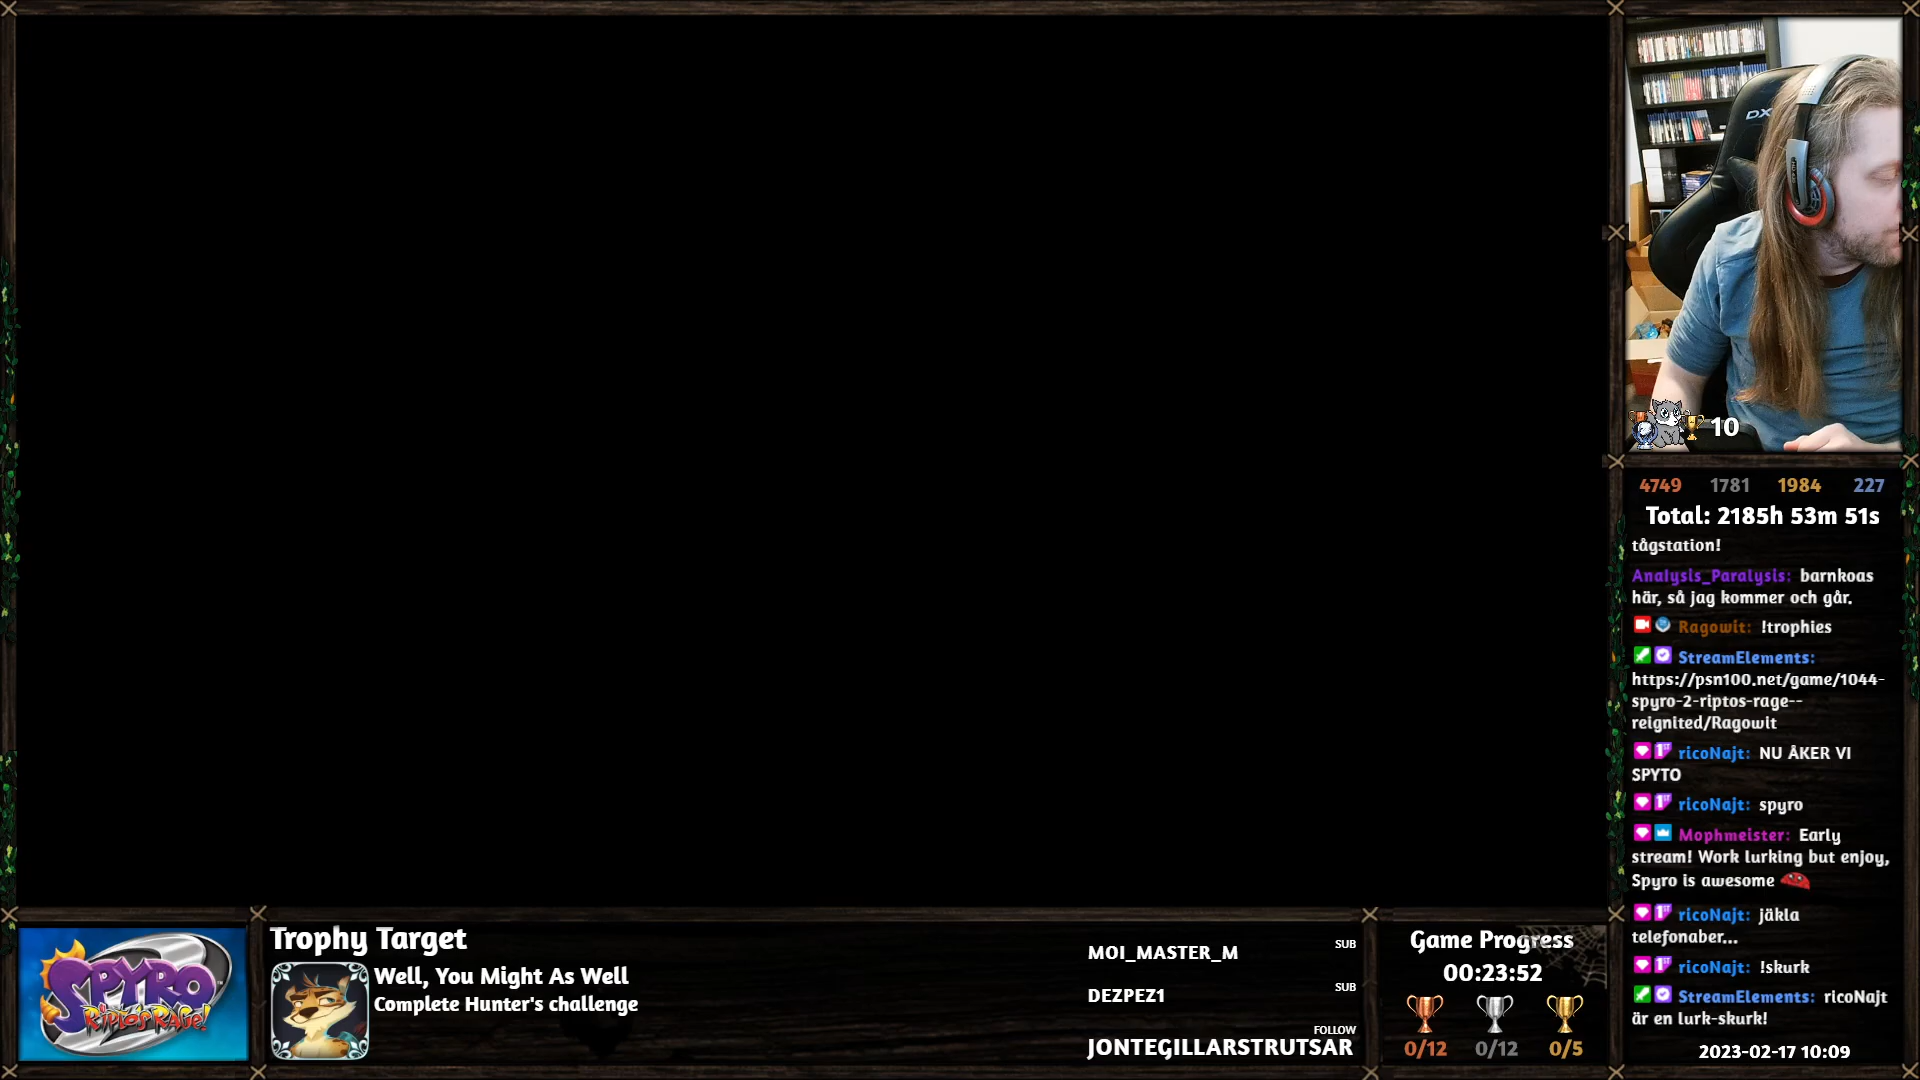 DX
10
4749 1781 1984 227
Total: 2185h 53m 51s
tågstation!
Analysis_Paralysis: barnkoas
här, så jag kommer och går.
Ragowit: !trophies
StreamElements:
https://psn100.net/game/1044-
spyro-2-riptos-rage--
reignited/Ragowit
ricoNajt: NU ÅKER VI
SPYTO
ricoNajt: spyro
Mophmeister: Early
stream! Work lurking but enjoy,
Spyro is awesome
ricoNajt: jäkla
telefonaber...
ricoNajt: !skurk
StreamElements: ricoNajt
är en lurk-skurk!
2023-02-17 10:09
SPYRO
2
RIPTO'S RAGE!
Trophy Target
Well, You Might As Well
Complete Hunter's challenge
MOI_MASTER_M SUB
DEZPEZ1 SUB
JONTEGILLARSTRUTSAR FOLLOW
Game Progress
00:23:52
0/12 0/12 0/5